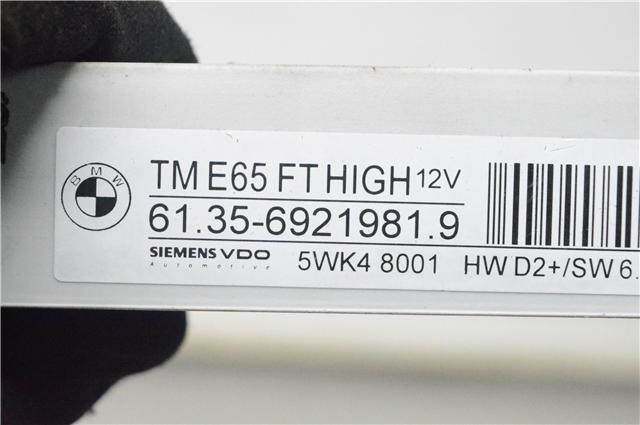 BMW
TM E65 FT HIGH 12V
61.35-6921981.9
SIEMENS VDO
Automotive
5WK4 8001 HW D2+/SW 6.